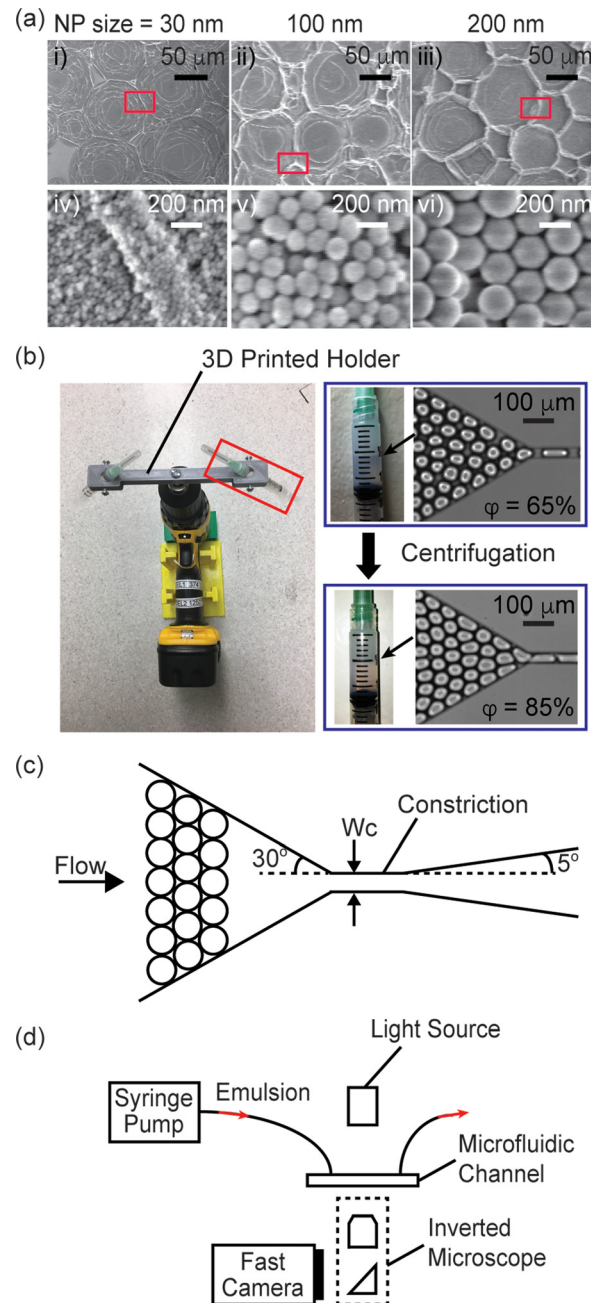 (a) NP size = 30 nm 100 nm 200 nm
i) 50 μm ii) 50 μm iii) 50 μm
iv) 200 nm v) 200 nm vi) 200 nm
(b)
3D Printed Holder
100 μm
φ = 65%
Centrifugation
100 μm
φ = 85%
(c)
Constriction
Wc
Flow
30° 5°
(d)
Light Source
Emulsion
Syringe
Pump
Microfluidic
Channel
Inverted
Microscope
Fast
Camera